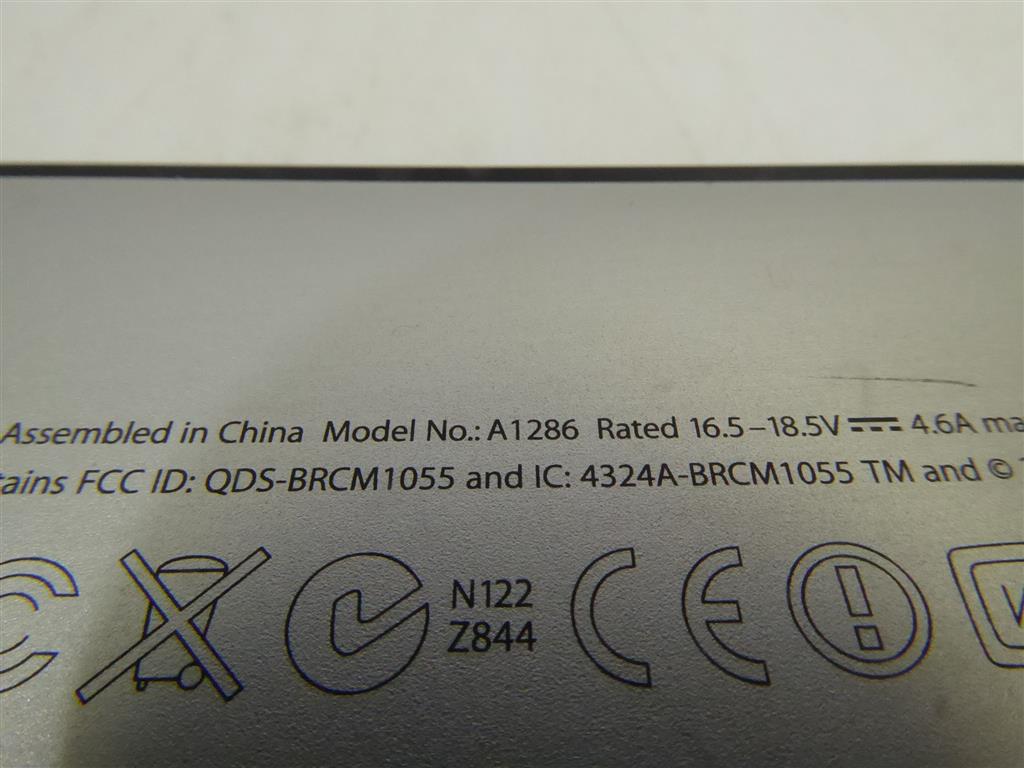 Assembled in China Model No.: A1286 Rated 16.5–18.5V ⎓ 4.6A
FCC ID: QDS-BRCM1055 and IC: 4324A-BRCM1055 TM and ©
N122
Z844
CE